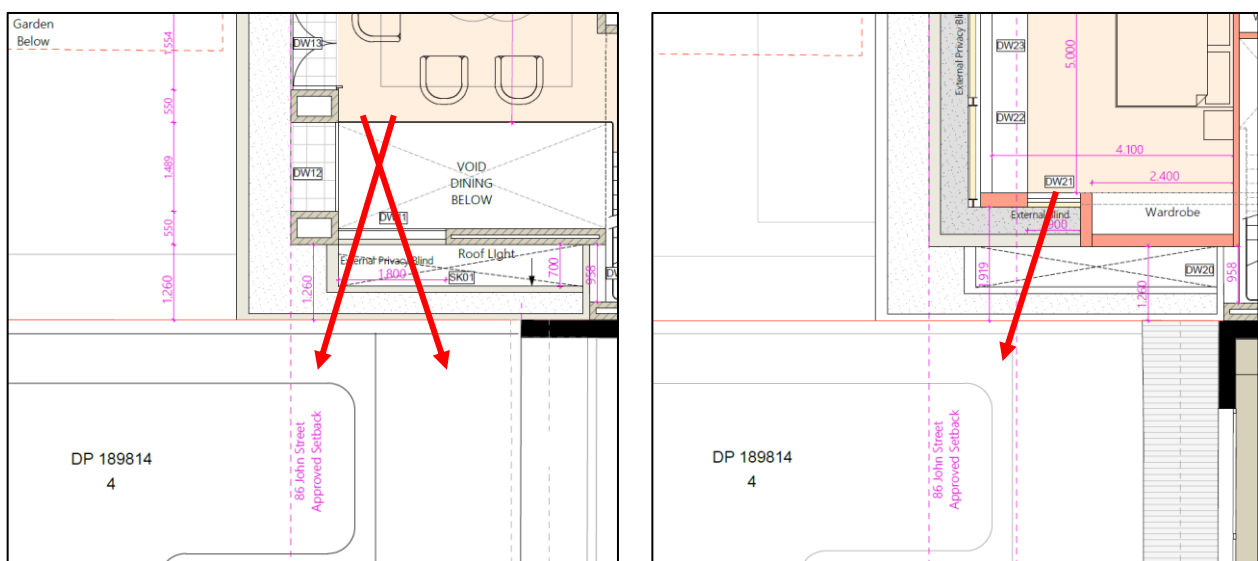 Garden
Below
1,554
550
1,489
550
1,260
DW13
DW12
VOID
DINING
BELOW
External Privacy Blind
Roof Light
1,800
SK01
700
958
1,260
DP 189814
4
86 John Street
Approved Setback
External Privacy
DW23
DW22
5.000
4.100
DW21
2.400
External Blind
900
Wardrobe
1,919
DW20
1,260
958
DP 189814
4
86 John Street
Approved Setback